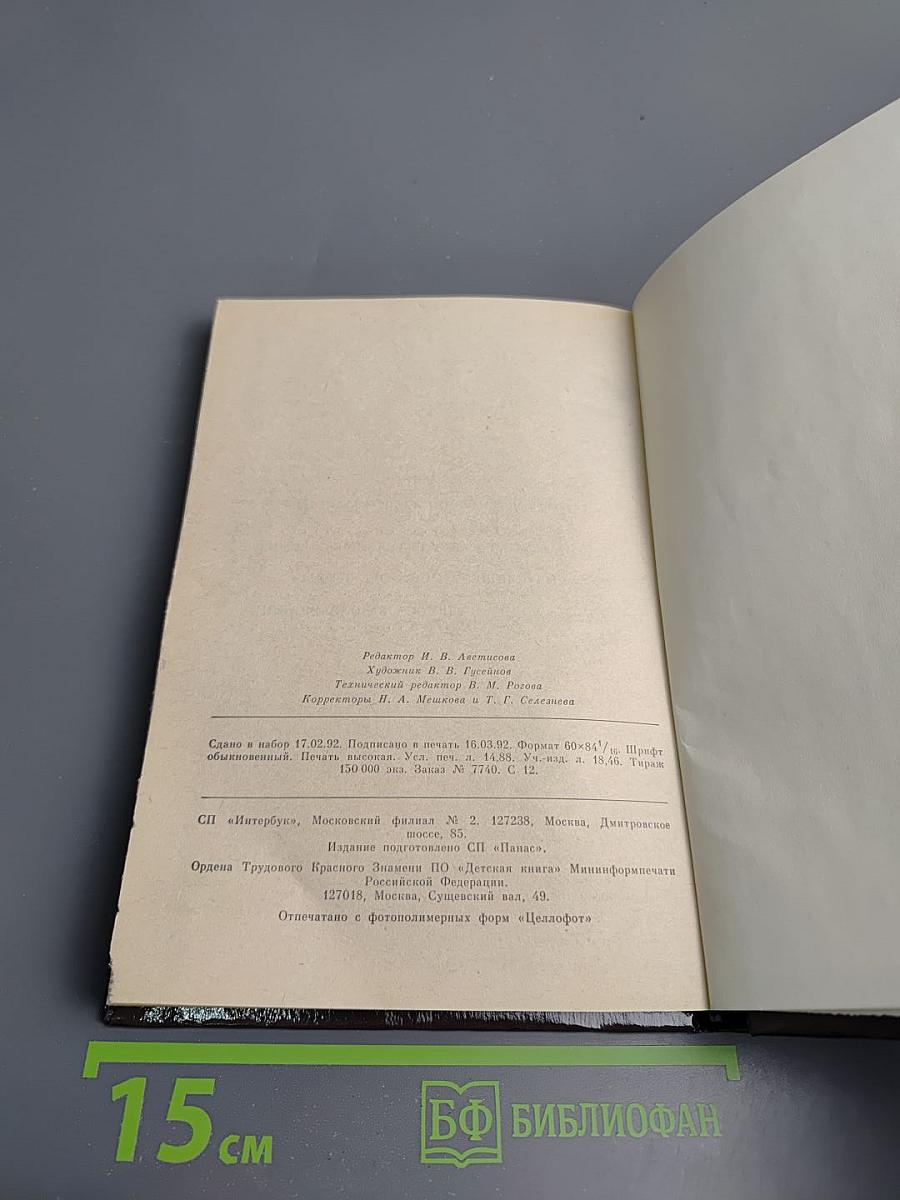 Редактор И. В. Аветисова
Художник В. В. Гусейнов
Технический редактор В. М. Рогова
Корректоры Н. А. Мешкова и Т. Г. Селезнева
Сдано в набор 17.02.92. Подписано в печать 16.03.92. Формат 60×84¹/₁₆. Шрифт
обыкновенный. Печать высокая. Усл. печ. л. 14,88. Уч.-изд. л. 18,46. Тираж
150 000 экз. Заказ № 7740. С 12.
СП «Интербук», Московский филиал № 2. 127238, Москва, Дмитровское
шоссе, 85.
Издание подготовлено СП «Панас».
Ордена Трудового Красного Знамени ПО «Детская книга» Мининформпечати
Российской Федерации.
127018, Москва, Сущевский вал, 49.
Отпечатано с фотополимерных форм «Целлофот»
15 см
БФ БИБЛИОФАН